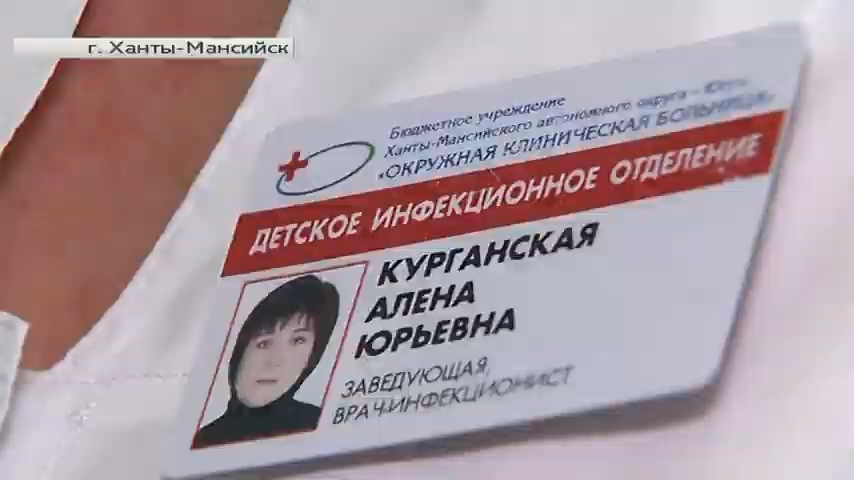 г. Ханты-Мансийск
Бюджетное учреждение
Ханты-Мансийского автономного округа – Югры
«ОКРУЖНАЯ КЛИНИЧЕСКАЯ БОЛЬНИЦА»
ДЕТСКОЕ ИНФЕКЦИОННОЕ ОТДЕЛЕНИЕ
КУРГАНСКАЯ
АЛЕНА
ЮРЬЕВНА
ЗАВЕДУЮЩАЯ,
ВРАЧ-ИНФЕКЦИОНИСТ